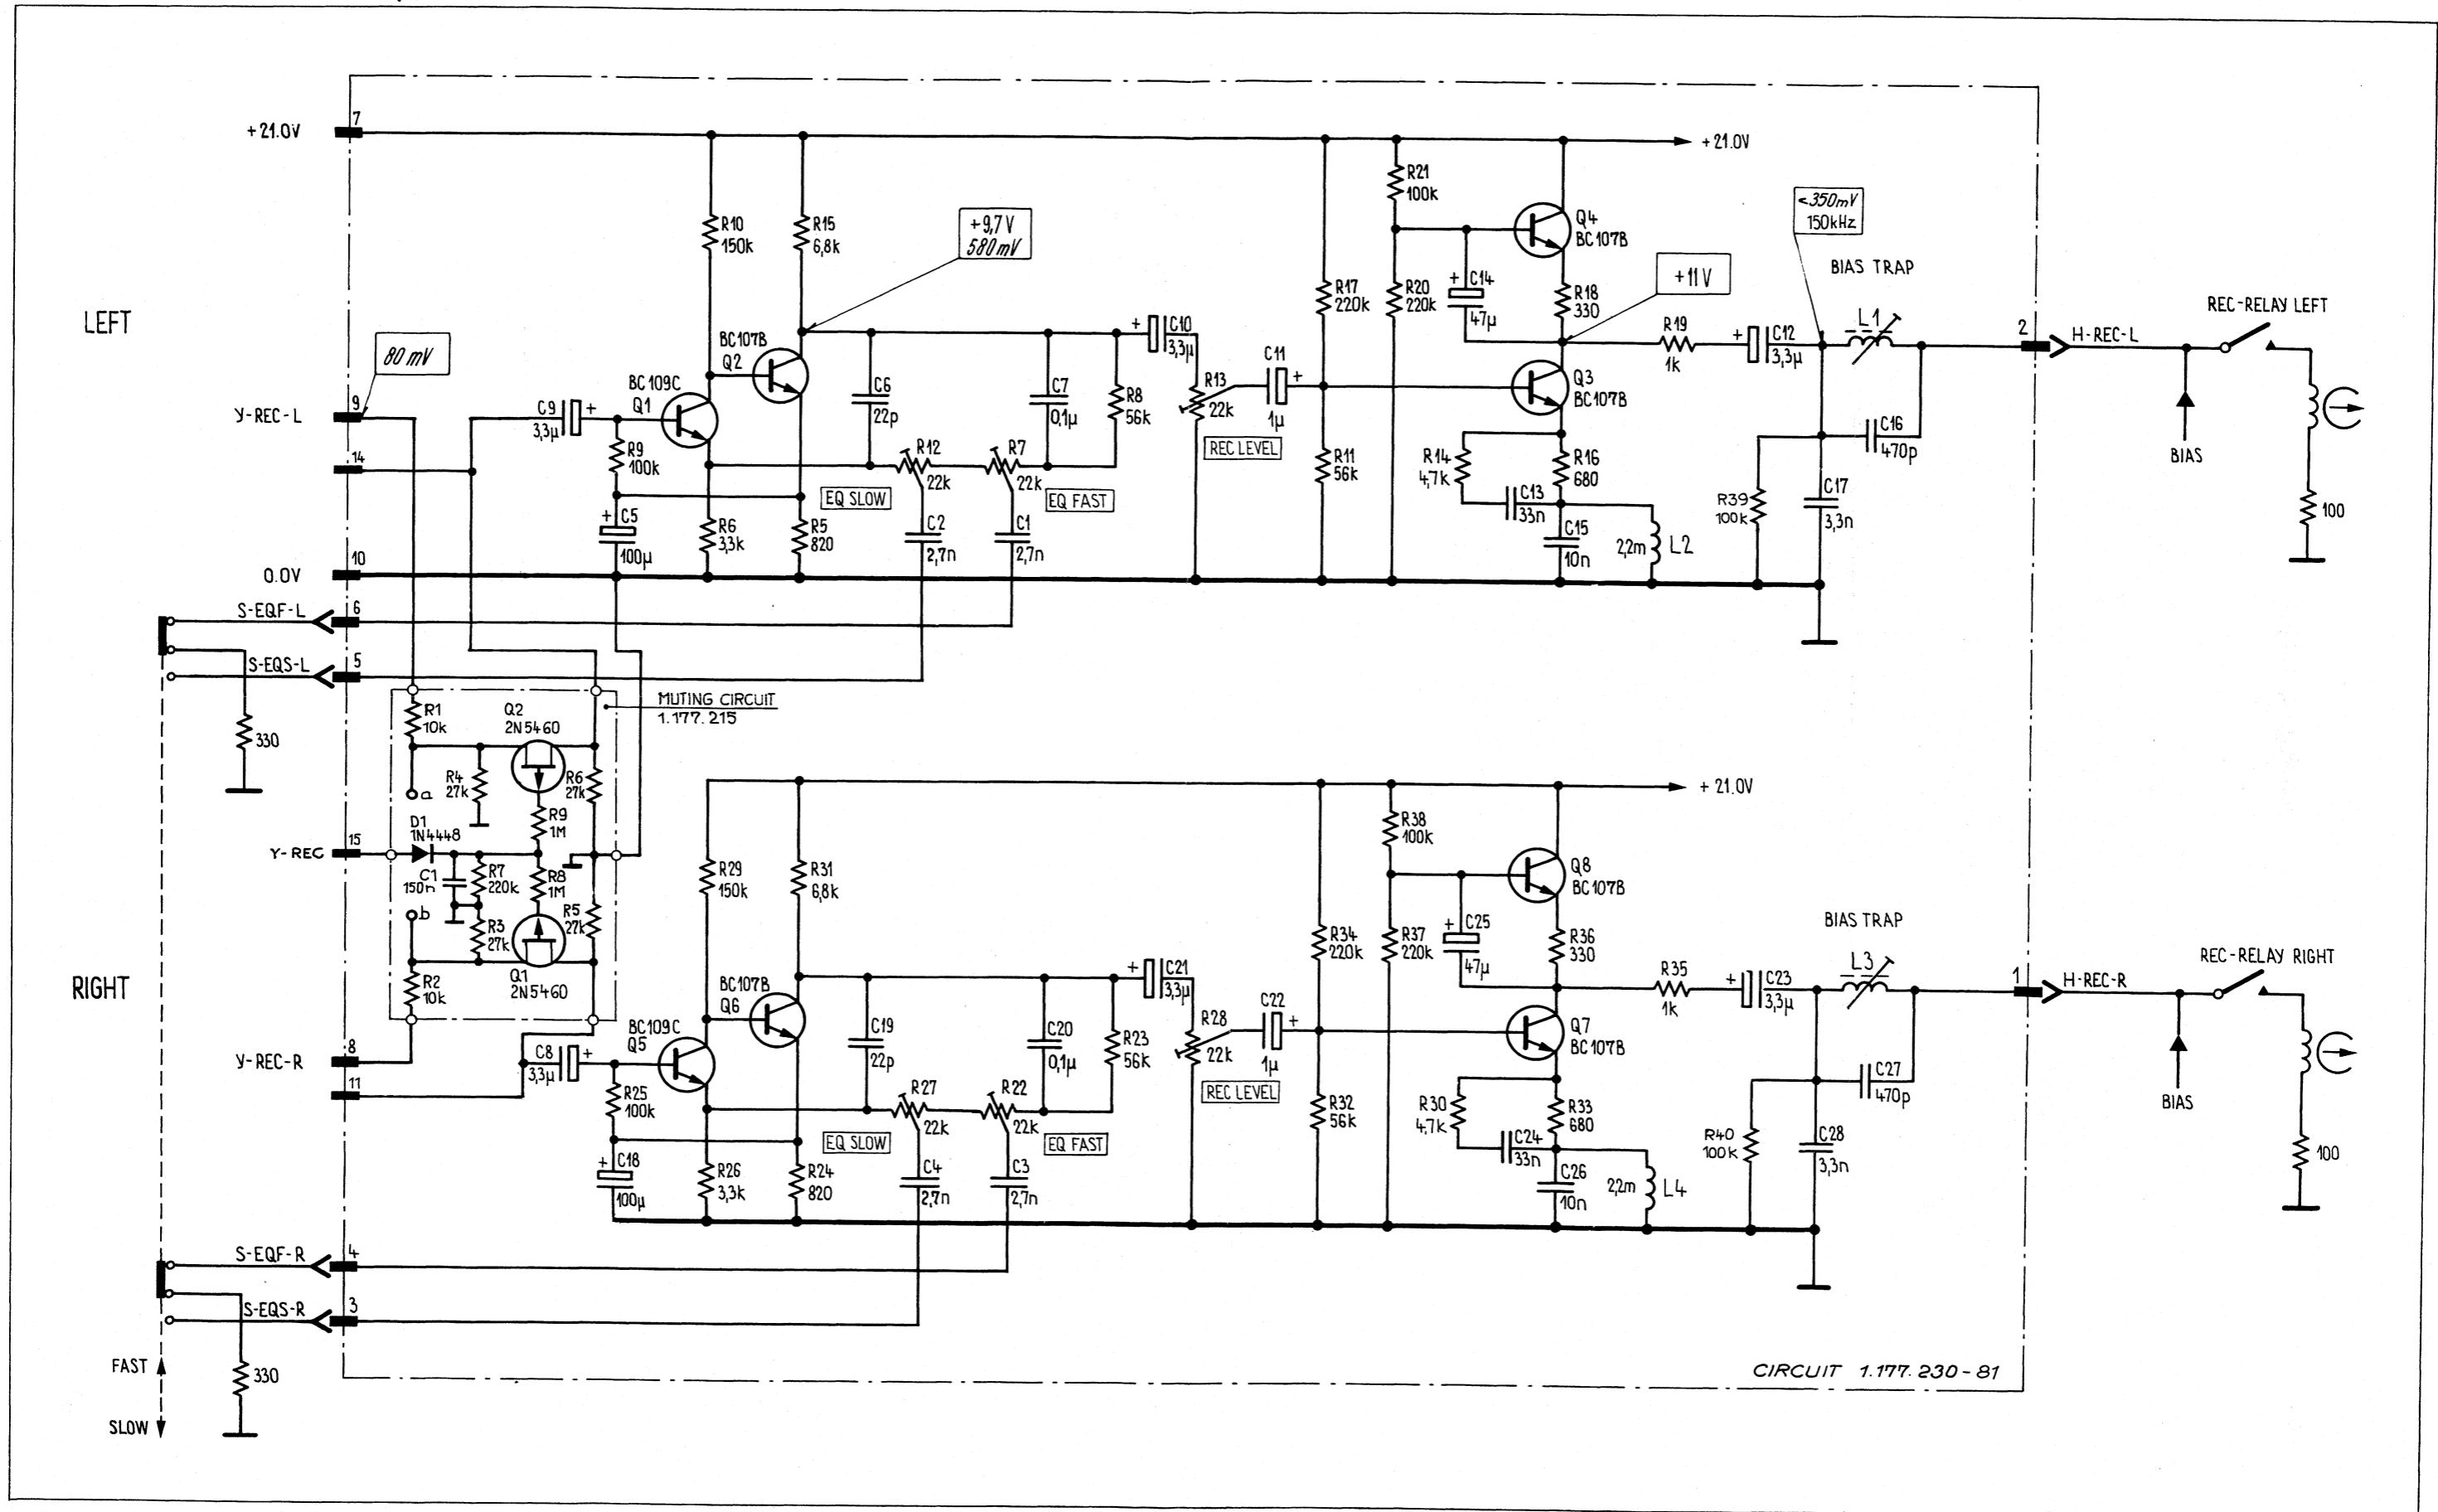 +21.0V
7
+21.0V
R10
150k
R15
6,8k
+9,7V
580mV
R21
100k
Q4
BC107B
<350mV
150kHz
BIAS TRAP
L1
+11V
R17
220k
R20
220k
+ C14
47µ
R18
330
R19
1k
+ C12
3,3µ
2
H-REC-L
REC-RELAY LEFT
BIAS
100
LEFT
80mV
9
Y-REC-L
14
C9 +
3,3µ
BC109C
Q1
BC107B
Q2
R9
100k
+ C5
100µ
R6
3,3k
R5
820
C6
22p
R12
22k
EQ SLOW
C2
2,7n
R7
22k
EQ FAST
C1
2,7n
C7
0,1µ
R8
56k
+ C10
3,3µ
R13
22k
REC LEVEL
C11
+
1µ
R11
56k
Q3
BC107B
R14
4,7k
R16
680
C13
33n
C15
10n
2,2m
L2
R39
100k
C16
470p
C17
3,3n
10
0.0V
S-EQF-L
6
S-EQS-L
5
330
MUTING CIRCUIT
1.177.215
R1
10k
Q2
2N5460
R4
27k
R6
27k
a
R9
1M
D1
1N4448
15
Y-REC
C1
150n
R7
220k
R8
1M
b
R3
27k
R5
27k
R2
10k
Q1
2N5460
RIGHT
8
Y-REC-R
11
+21.0V
R29
150k
R31
6,8k
R38
100k
Q8
BC107B
R34
220k
R37
220k
+ C25
47µ
R36
330
BIAS TRAP
L3
R35
1k
+ C23
3,3µ
1
H-REC-R
REC-RELAY RIGHT
BIAS
100
C8 +
3,3µ
BC109C
Q5
BC107B
Q6
R25
100k
+ C18
100µ
R26
3,3k
R24
820
C19
22p
R27
22k
EQ SLOW
C4
2,7n
R22
22k
EQ FAST
C3
2,7n
C20
0,1µ
R23
56k
+ C21
3,3µ
R28
22k
REC LEVEL
C22
+
1µ
R32
56k
Q7
BC107B
R30
4,7k
R33
680
C24
33n
C26
10n
2,2m
L4
R40
100k
C27
470p
C28
3,3n
S-EQF-R
4
S-EQS-R
3
FAST
SLOW
330
CIRCUIT 1.177.230-81